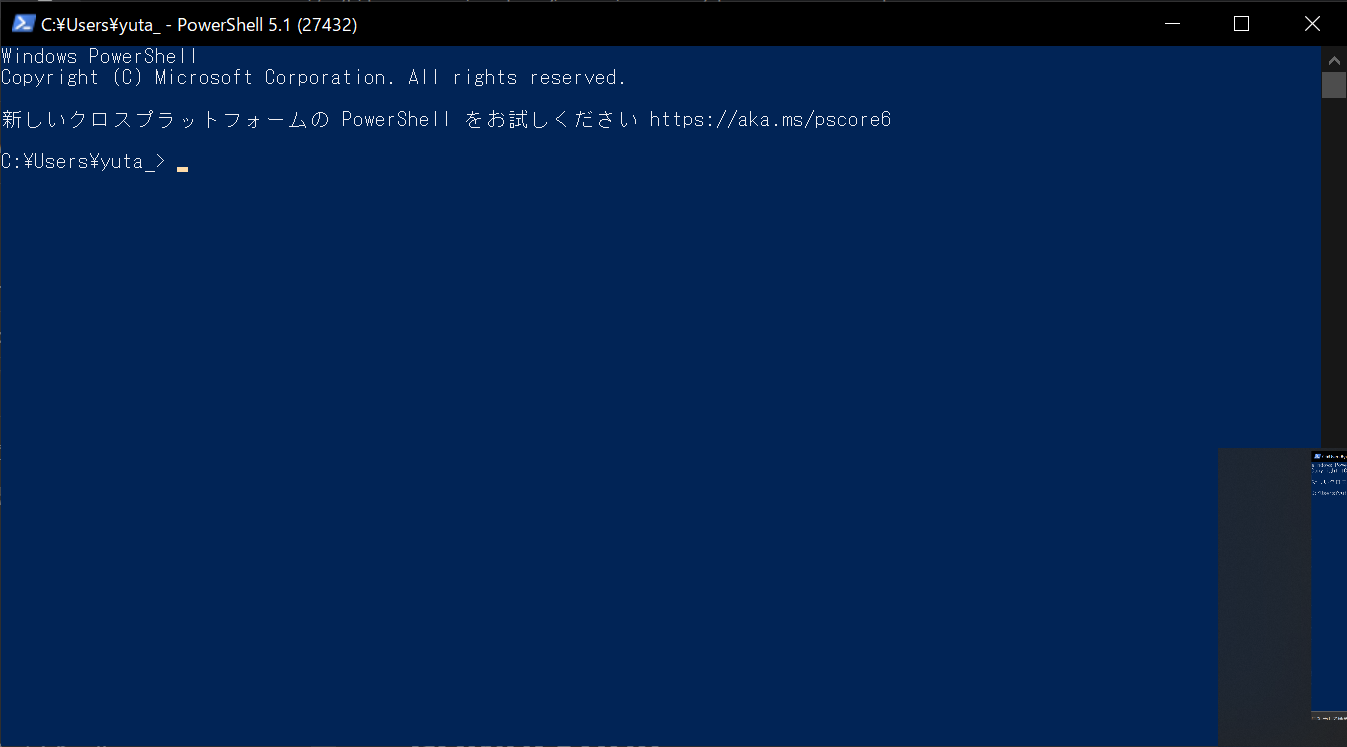 C:¥Users¥yuta_ - PowerShell 5.1 (27432)
Windows PowerShell
Copyright (C) Microsoft Corporation. All rights reserved.
新しいクロスプラットフォームの PowerShell をお試しください https://aka.ms/pscore6
C:¥Users¥yuta_>